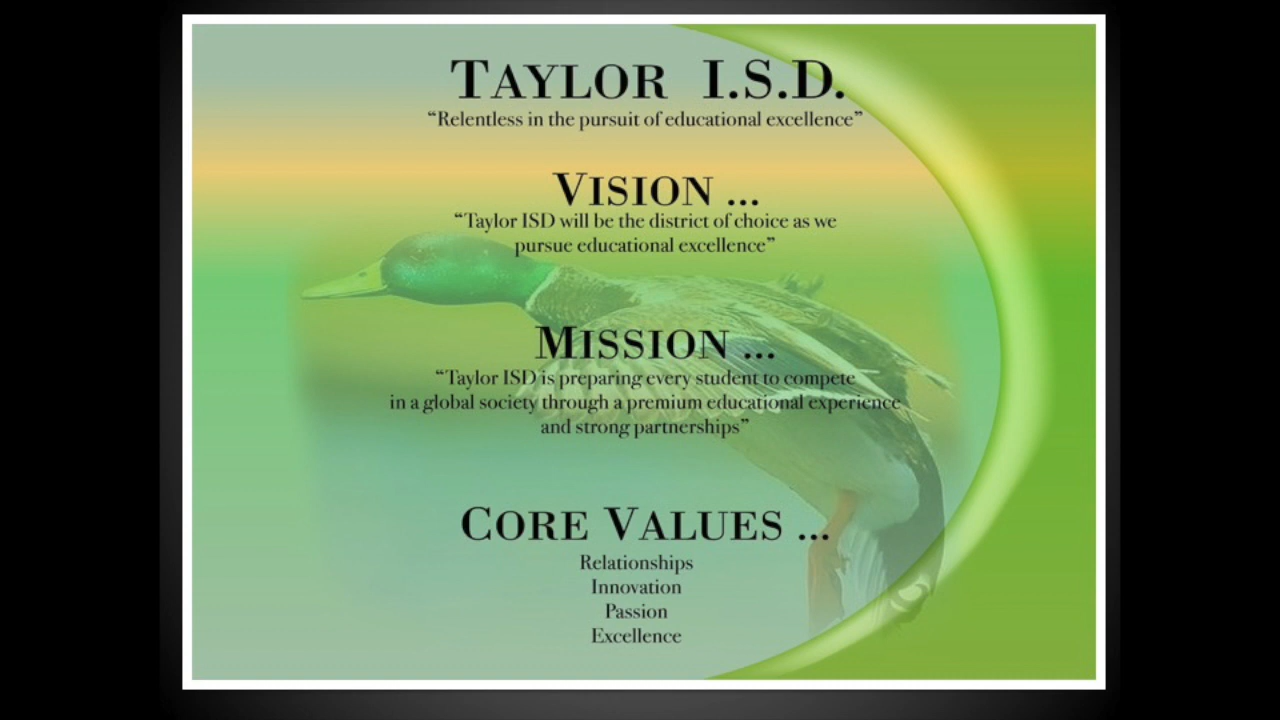 TAYLOR I.S.D.
“Relentless in the pursuit of educational excellence”
VISION ...
“Taylor ISD will be the district of choice as we
pursue educational excellence”
MISSION ...
“Taylor ISD is preparing every student to compete
in a global society through a premium educational experience
and strong partnerships”
CORE VALUES ...
Relationships
Innovation
Passion
Excellence